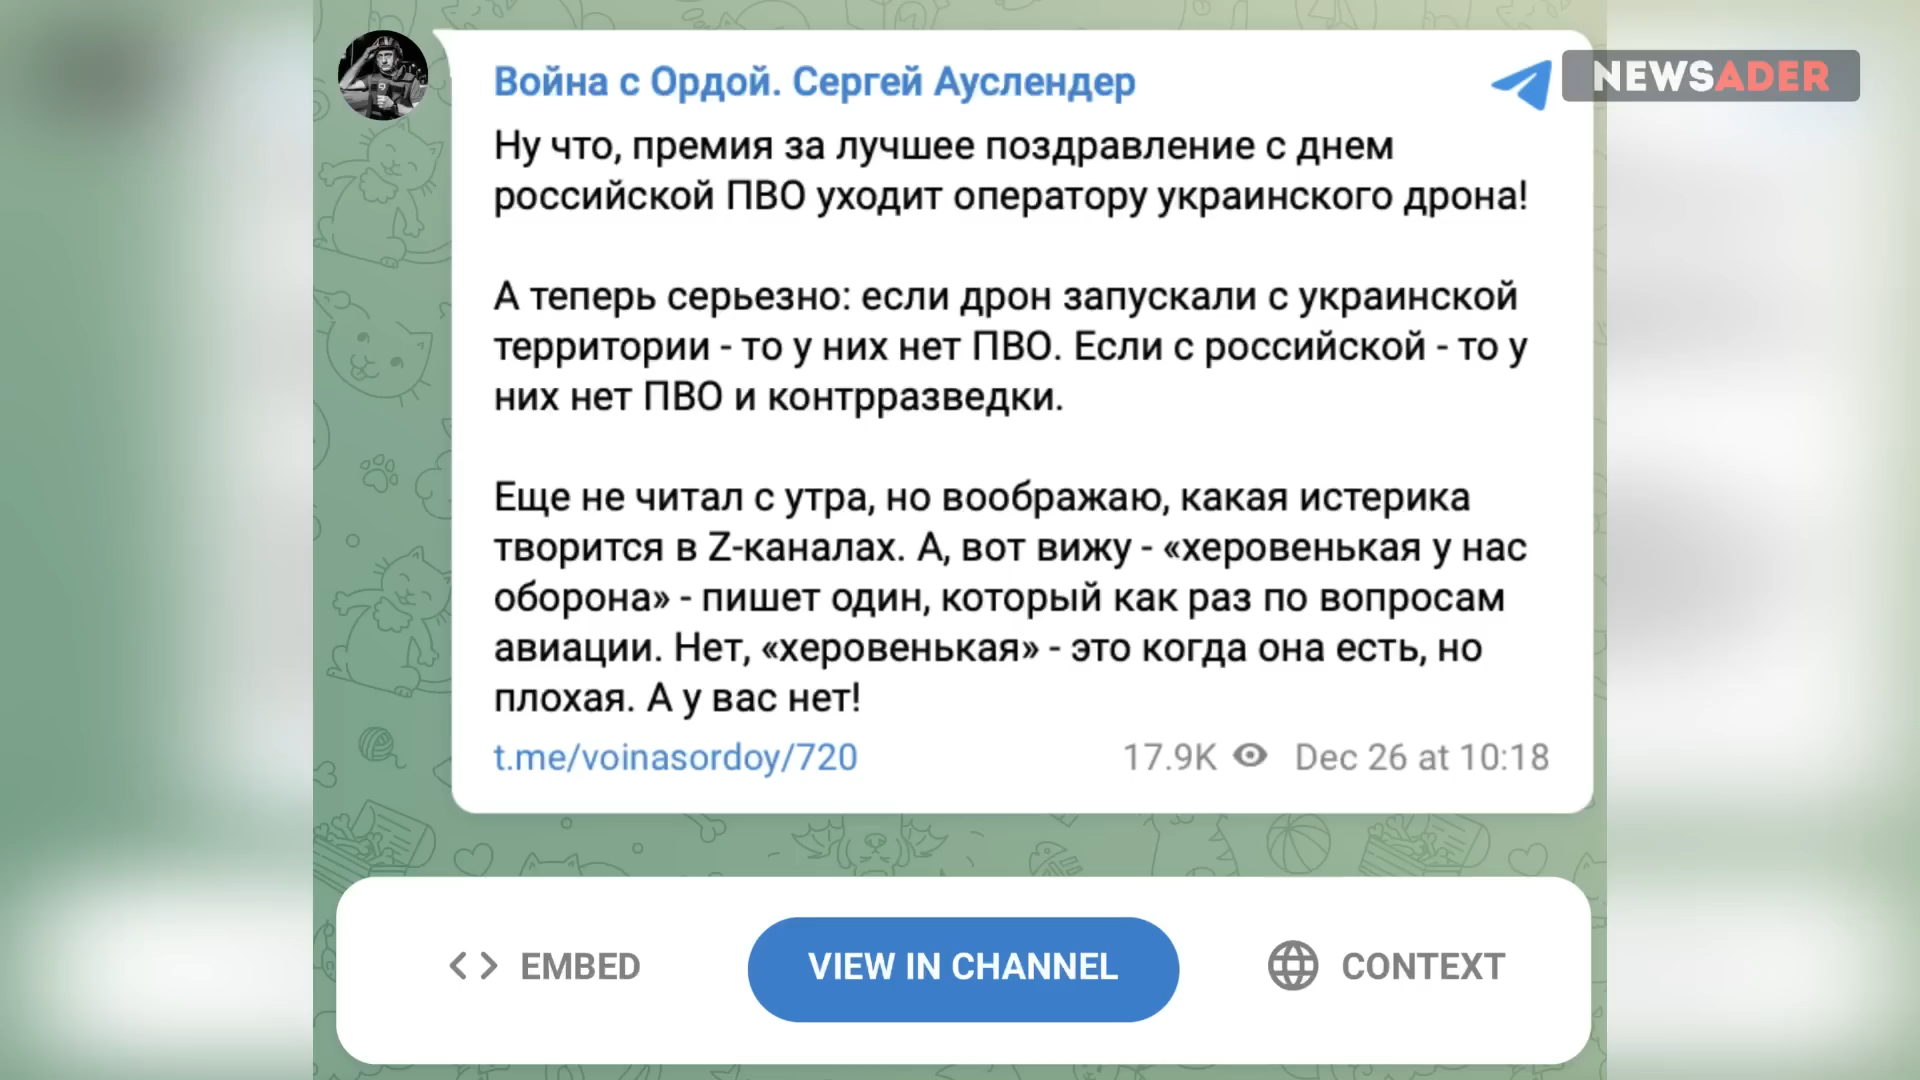 Война с Ордой. Сергей Ауслендер
NEWSADER
Ну что, премия за лучшее поздравление с днем
российской ПВО уходит оператору украинского дрона!
А теперь серьезно: если дрон запускали с украинской
территории - то у них нет ПВО. Если с российской - то у
них нет ПВО и контрразведки.
Еще не читал с утра, но воображаю, какая истерика
творится в Z-каналах. А, вот вижу - «херовенькая у нас
оборона» - пишет один, который как раз по вопросам
авиации. Нет, «херовенькая» - это когда она есть, но
плохая. А у вас нет!
t.me/voinasordoy/720 17.9K Dec 26 at 10:18
EMBED VIEW IN CHANNEL CONTEXT